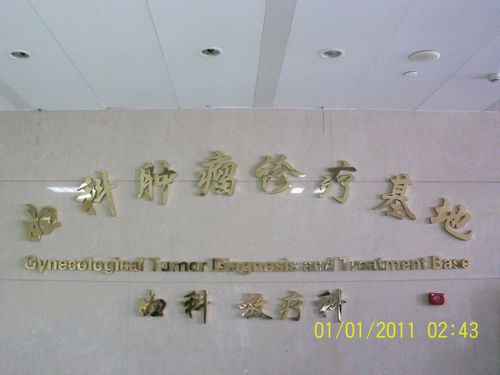 妇科肿瘤诊疗基地
Gynecological Tumor Diagnosis and Treatment Base
妇科 放疗科
01/01/2011 02:43